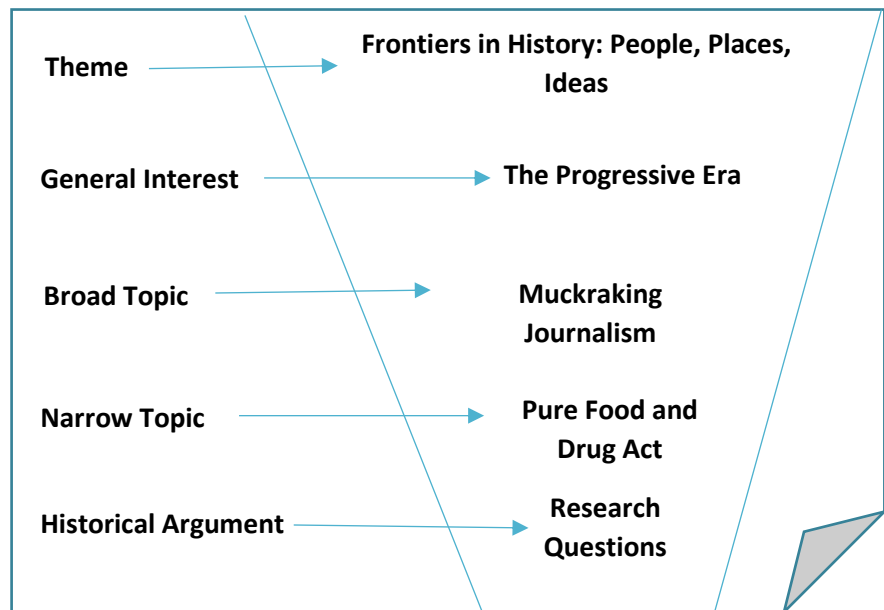 Theme
Frontiers in History: People, Places,
Ideas
General Interest
The Progressive Era
Broad Topic
Muckraking
Journalism
Narrow Topic
Pure Food and
Drug Act
Historical Argument
Research
Questions